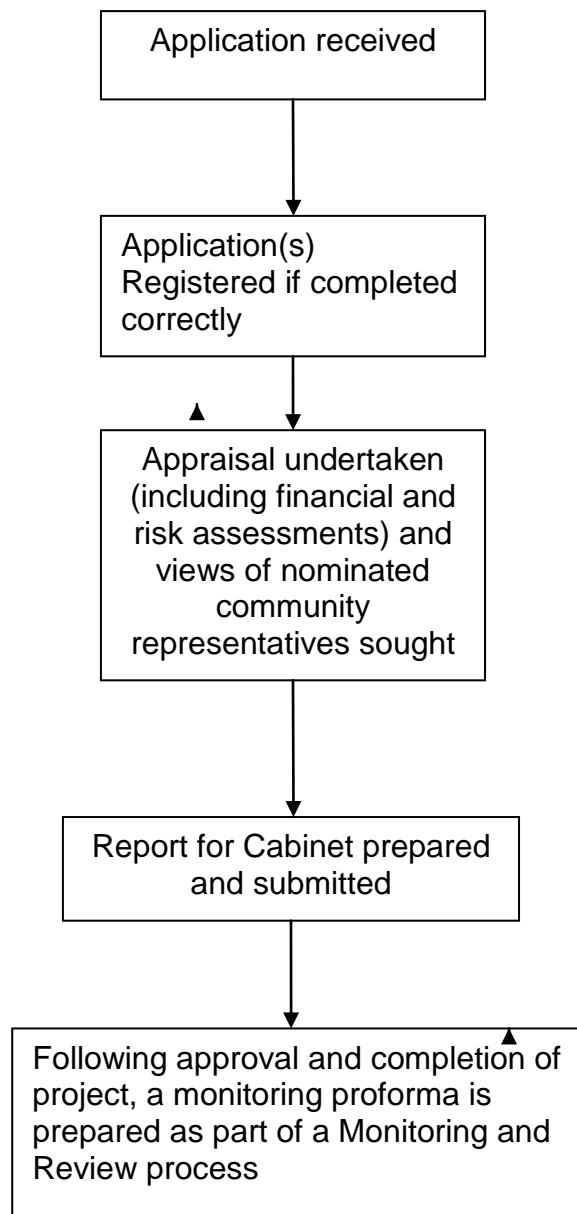 Application received
Application(s)
Registered if completed
correctly
Appraisal undertaken
(including financial and
risk assessments) and
views of nominated
community
representatives sought
Report for Cabinet prepared
and submitted
Following approval and completion of
project, a monitoring proforma is
prepared as part of a Monitoring and
Review process